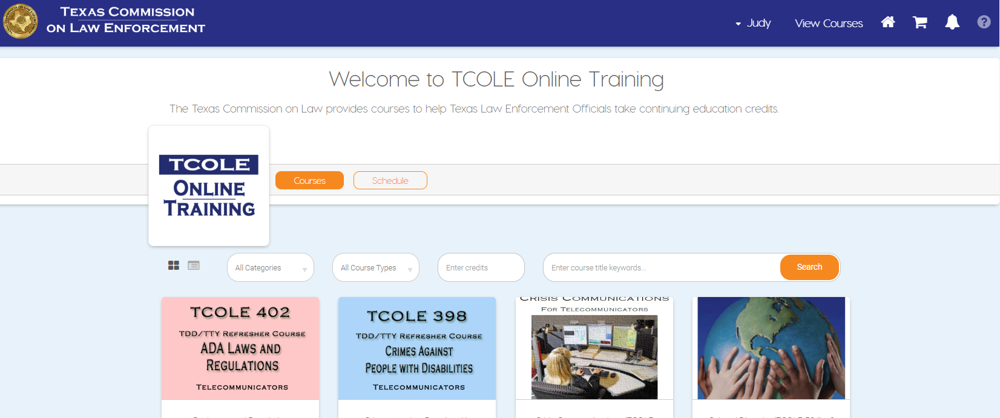 TEXAS COMMISSION
ON LAW ENFORCEMENT
Judy
View Courses
?
Welcome to TCOLE Online Training
The Texas Commission on Law provides courses to help Texas Law Enforcement Officials take continuing education credits.
TCOLE
ONLINE
TRAINING
Courses
Schedule
All Categories
All Course Types
Enter credits
Enter course title keywords...
Search
TCOLE 402
TDD/TTY REFRESHER COURSE
ADA LAWS AND
REGULATIONS
TELECOMMUNICATORS
TCOLE 398
TDD/TTY REFRESHER COURSE
CRIMES AGAINST
PEOPLE WITH DISABILITIES
TELECOMMUNICATORS
CRISIS COMMUNICATIONS
FOR TELECOMMUNICATORS